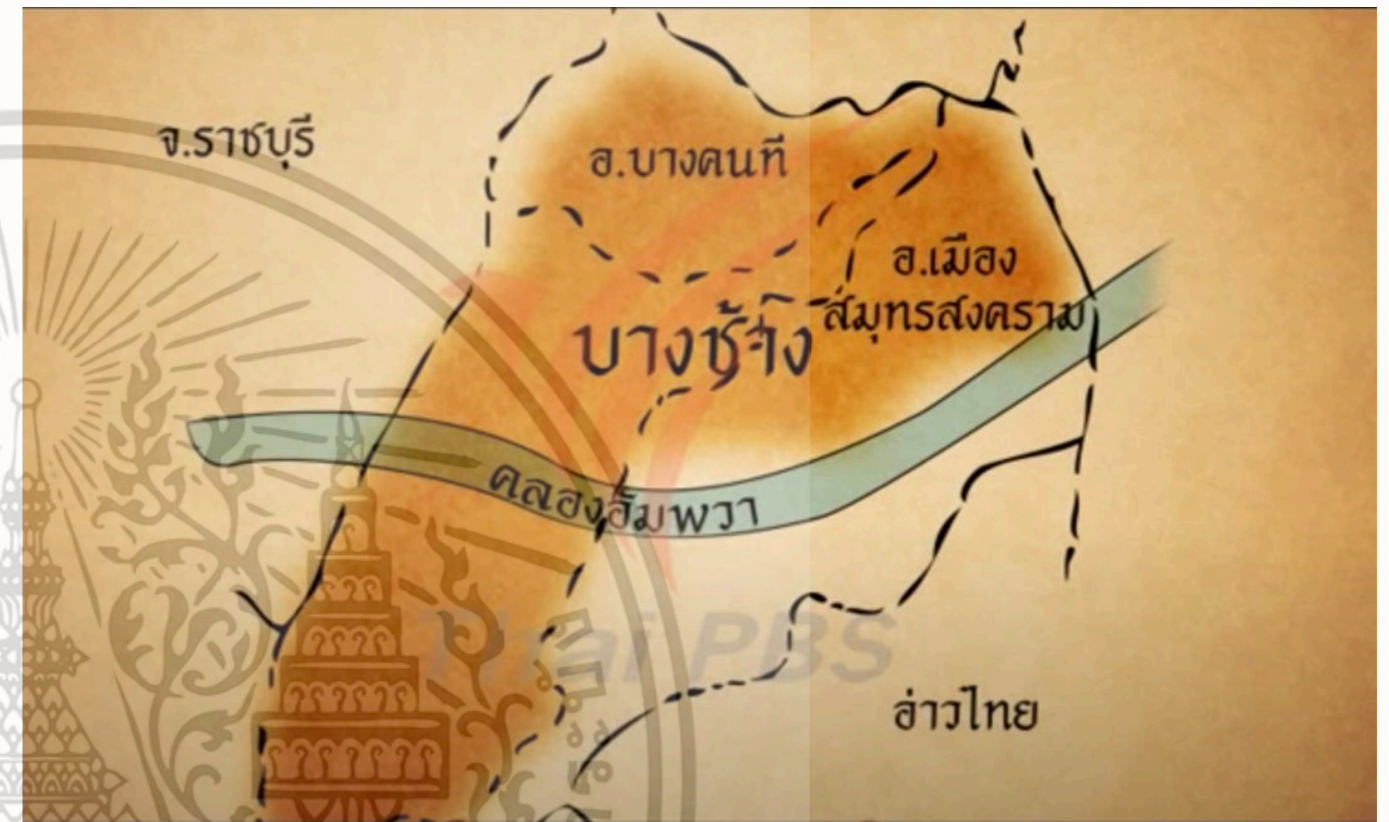 จ.ราชบุรี
อ.บางคนที
อ.เมือง
สมุทรสงคราม
บางช้าง
คลองอัมพวา
Thai PBS
อ่าวไทย